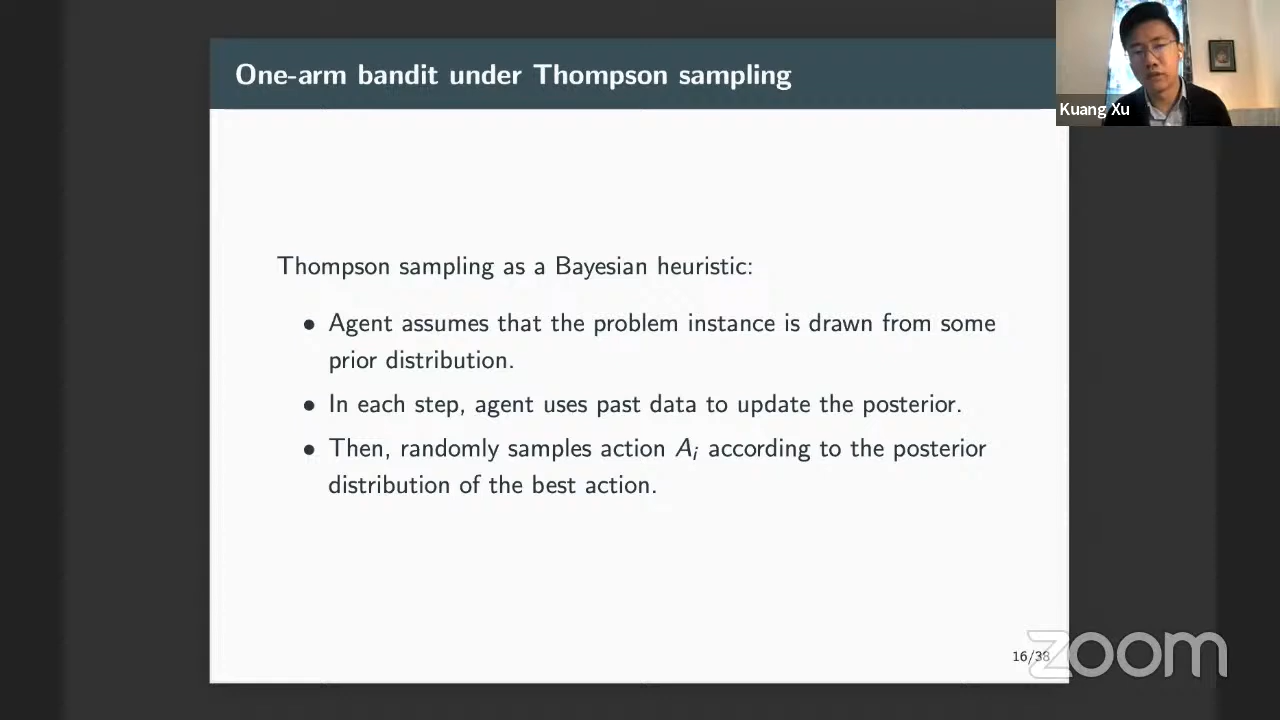 One-arm bandit under Thompson sampling
Kuang Xu
Thompson sampling as a Bayesian heuristic:
• Agent assumes that the problem instance is drawn from some
prior distribution.
• In each step, agent uses past data to update the posterior.
• Then, randomly samples action Aᵢ according to the posterior
distribution of the best action.
16/38
zoom